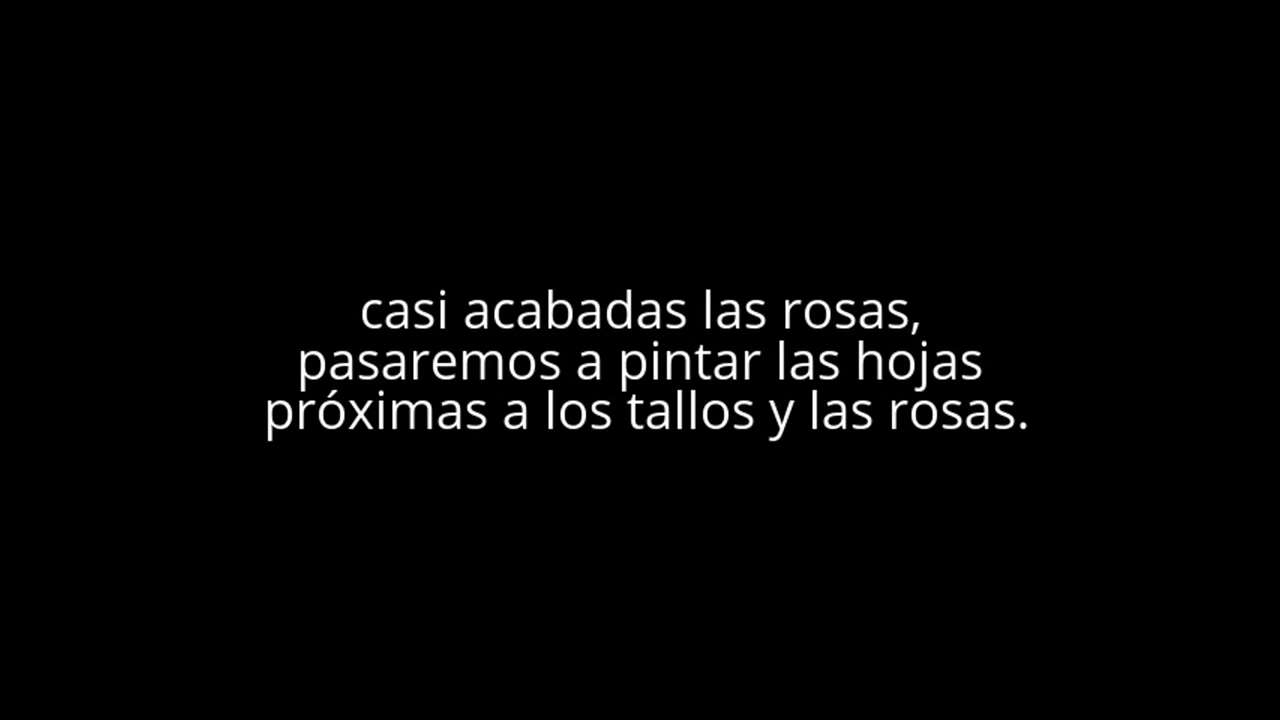 casi acabadas las rosas,
pasaremos a pintar las hojas
próximas a los tallos y las rosas.